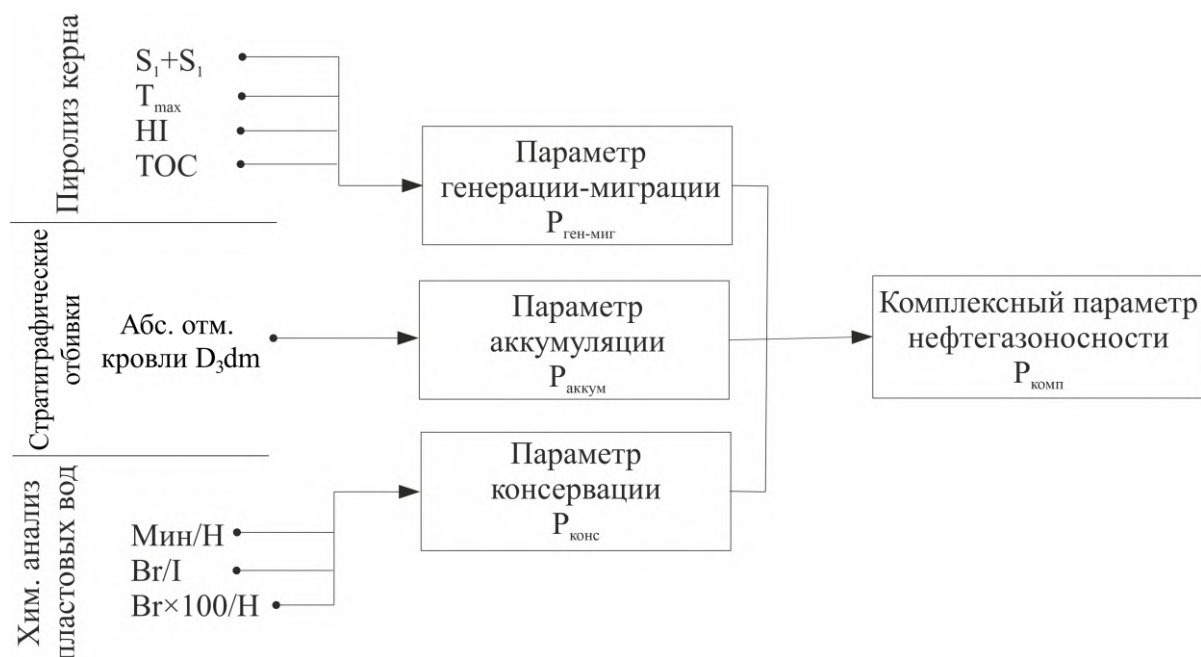 Пиролиз керна
S₁+S₁
Tmax
HI
TOC
Параметр
генерации-миграции
Pген-миг
Стратиграфические
отбивки
Абс. отм.
кровли D₃dm
Параметр
аккумуляции
Pаккум
Комплексный параметр
нефтегазоносности
Pкомп
Хим. анализ
пластовых вод
Мин/H
Br/I
Br×100/H
Параметр
консервации
Pконс